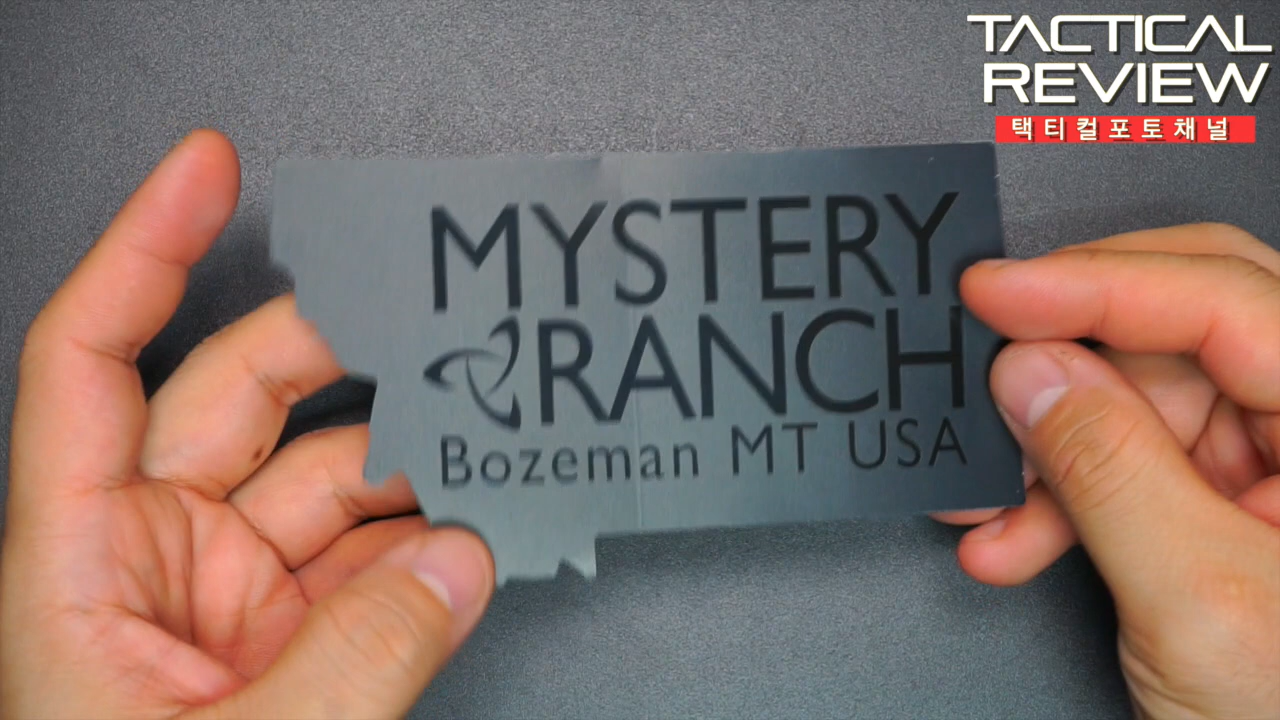 TACTICAL
REVIEW
택티컬포토채널
MYSTERY
RANCH
Bozeman MT USA